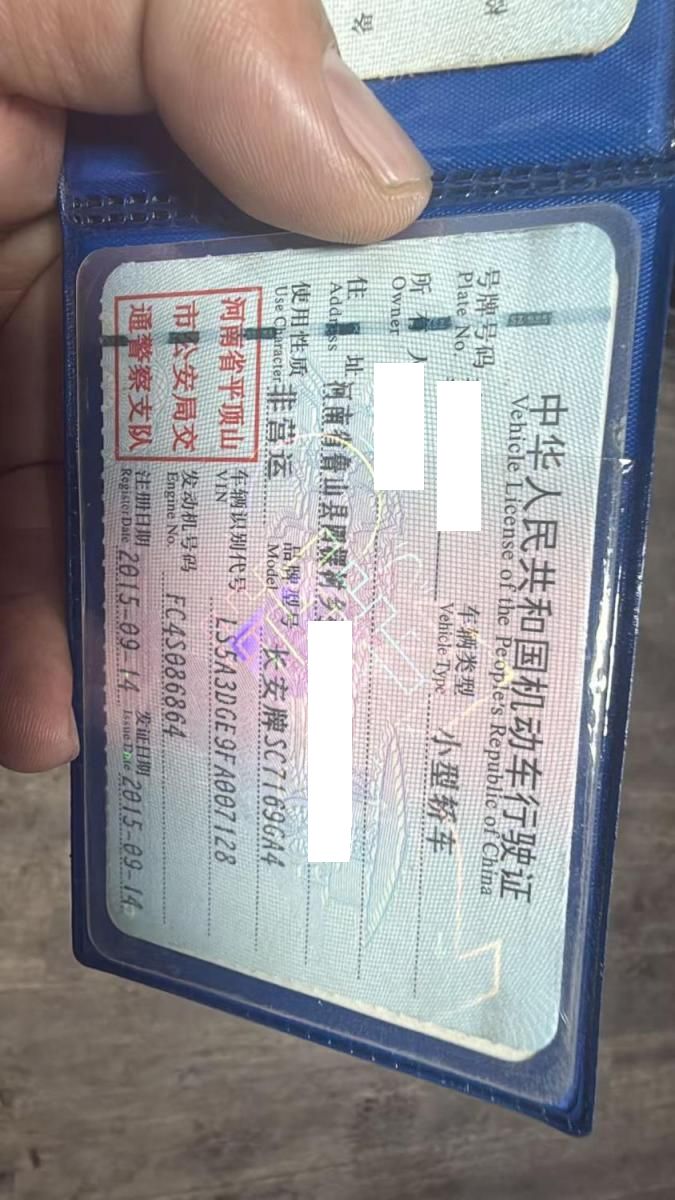 中华人民共和国机动车行驶证
Vehicle License of the People's Republic of China
号牌号码
Plate No.
车辆类型
Vehicle Type
小型轿车
所有人
Owner
住址
Address
河南省鲁山县
使用性质
Use Character
非营运
品牌型号
Model
长安牌SC7169GA4
车辆识别代号
VIN
LS5A3DGE9FA007128
发动机号码
Engine No.
FC4S086864
注册日期
Register Date
2015-09-14
发证日期
Issue Date
2015-09-14
河南省平顶山
市公安局交
通警察支队